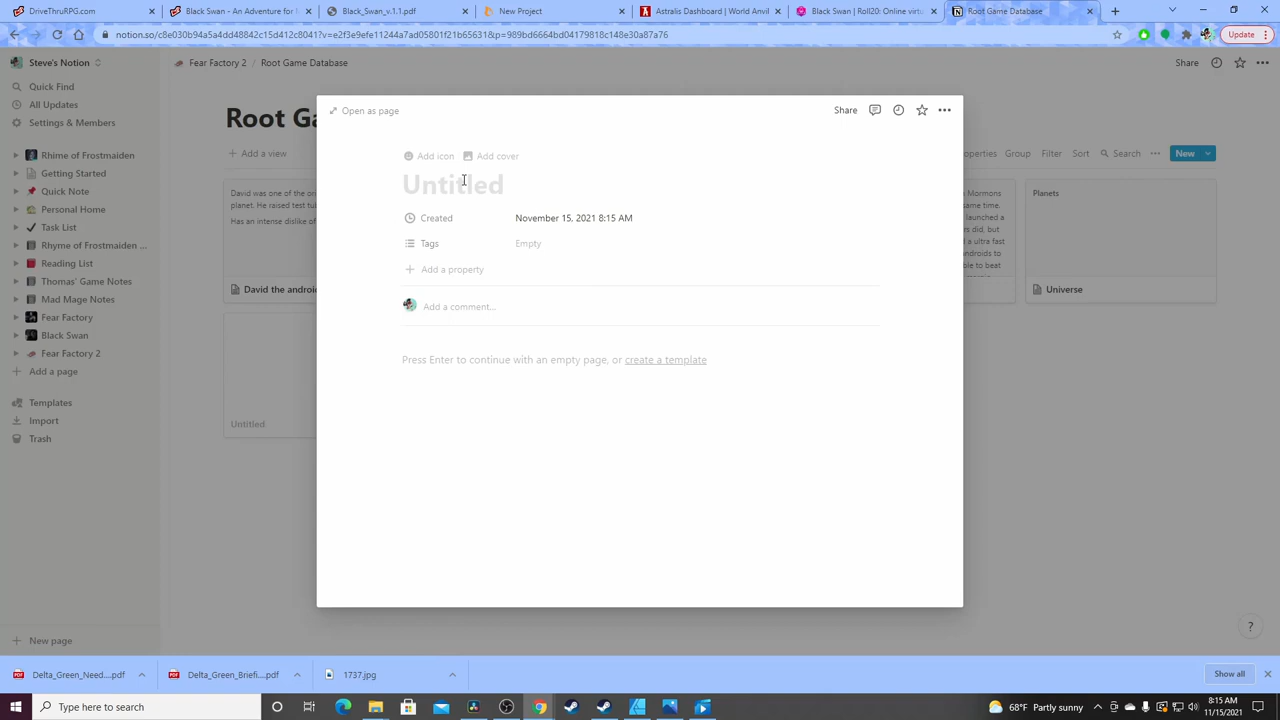 DriveThruRPG.com
Black Swan - An Adventure for M
Black_Swan_v.1.1.pdf
New Project
Astralis Dashboard | World Anvil
Black Swan | Roll20: Online virtu
Root Game Database
notion.so/c8e030b94a5a4dd48842c15d412c8041?v=e2f3e9efe11244a7ad05801f21b65631&p=989bd6664bd04179818c148e30a87a76
Update
Steve's Notion
Fear Factory 2 / Root Game Database
Share
Quick Find
All Updates
Settings & Members
Rhime of Frostmaiden
Getting Started
Quick Note
Personal Home
Task List
Rhyme of Frostmaiden ...
Reading List
Thomas' Game Notes
Mad Mage Notes
Fear Factory
Black Swan
Fear Factory 2
Add a page
Templates
Import
Trash
New page
Root Ga
Add a view
operties
Group
Filter
Sort
Search
New
David was one of the or
planet. He raised test tu
Has an intense dislike of
David the androi
Untitled
Mormons
same time.
launched a
rs did, but
d a ultra fast
androids to
ble to beat
Planets
Universe
Open as page
Share
Add icon
Add cover
Untitled
Created
November 15, 2021 8:15 AM
Tags
Empty
Add a property
Add a comment...
Press Enter to continue with an empty page, or create a template
?
Delta_Green_Need....pdf
Delta_Green_Briefi....pdf
1737.jpg
Show all
Type here to search
68°F Partly sunny
8:15 AM
11/15/2021